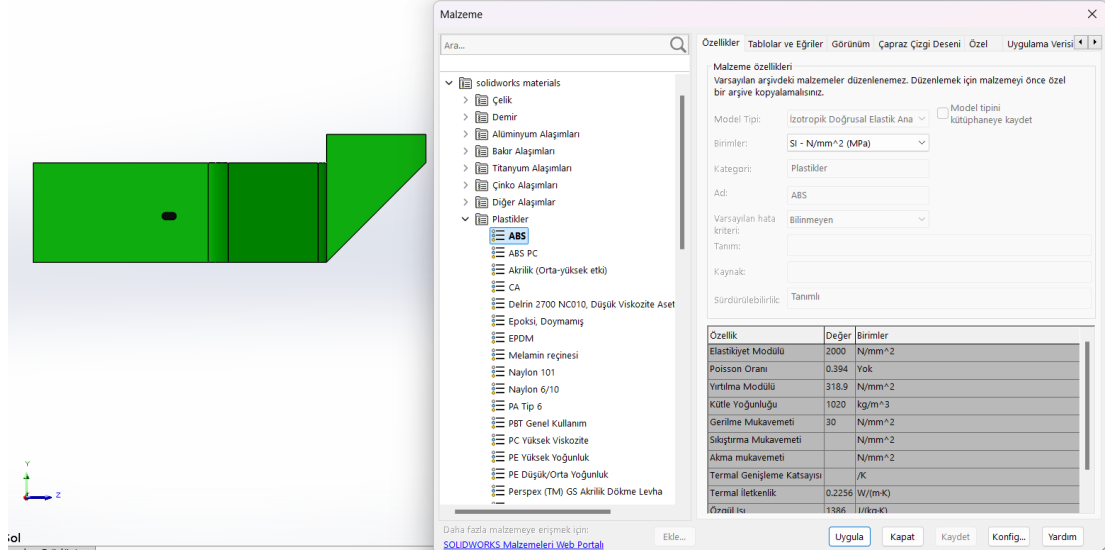 Malzeme
Ara...
solidworks materials
Çelik
Demir
Alüminyum Alaşımları
Bakır Alaşımları
Titanyum Alaşımları
Çinko Alaşımları
Diğer Alaşımlar
Plastikler
ABS
ABS PC
Akrilik (Orta-yüksek etki)
CA
Delrin 2700 NC010, Düşük Viskozite Aset
Epoksi, Doymamış
EPDM
Melamin reçinesi
Naylon 101
Naylon 6/10
PA Tip 6
PBT Genel Kullanım
PC Yüksek Viskozite
PE Yüksek Yoğunluk
PE Düşük/Orta Yoğunluk
Perspex (TM) GS Akrilik Dökme Levha
Daha fazla malzemeye erişmek için:
SOLIDWORKS Malzemeleri Web Portalı
Ekle...
Özellikler Tablolar ve Eğriler Görünüm Çapraz Çizgi Deseni Özel Uygulama Verisi
Malzeme özellikleri
Varsayılan arşivdeki malzemeler düzenlenemez. Düzenlemek için malzemeyi önce özel
bir arşive kopyalamalısınız.
Model Tipi: İzotropik Doğrusal Elastik Ana
Model tipini
kütüphaneye kaydet
Birimler: SI - N/mm^2 (MPa)
Kategori: Plastikler
Adı: ABS
Varsayılan hata
kriteri: Bilinmeyen
Tanım:
Kaynak:
Sürdürülebilirlik: Tanımlı
Özellik Değer Birimler
Elastikiyet Modülü 2000 N/mm^2
Poisson Oranı 0.394 Yok
Yırtılma Modülü 318.9 N/mm^2
Kütle Yoğunluğu 1020 kg/m^3
Gerilme Mukavemeti 30 N/mm^2
Sıkıştırma Mukavemeti N/mm^2
Akma mukavemeti N/mm^2
Termal Genişleme Katsayısı /K
Termal İletkenlik 0.2256 W/(m·K)
Özgül Isı 1386 J/(kg·K)
Uygula Kapat Kaydet Konfig... Yardım
Y
Z
Sol